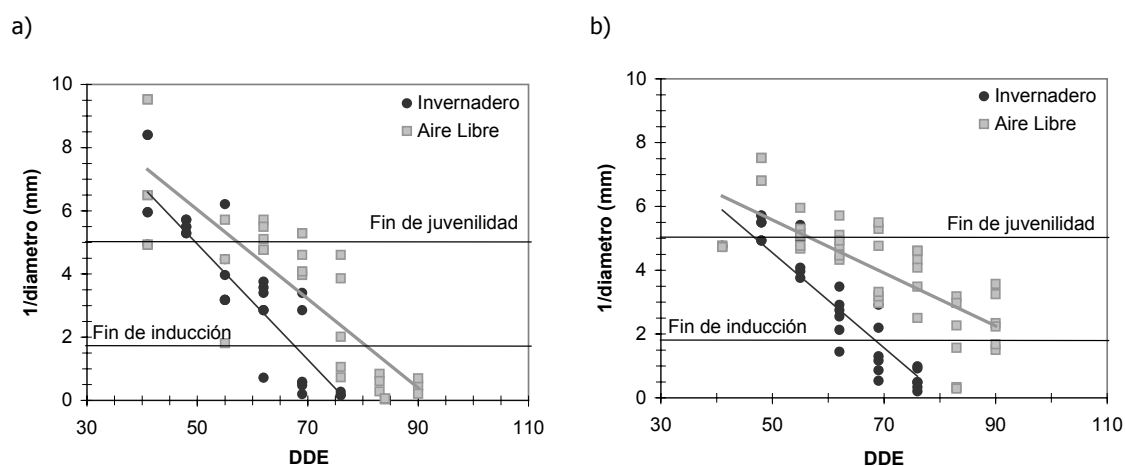 a)
10
8
6
4
2
0
1/diametro (mm)
Invernadero
Aire Libre
Fin de juvenilidad
Fin de inducción
30 50 70 90 110
DDE
b)
10
8
6
4
2
0
1/diametro (mm)
Invernadero
Aire Libre
Fin de juvenilidad
Fin de inducción
30 50 70 90 110
DDE